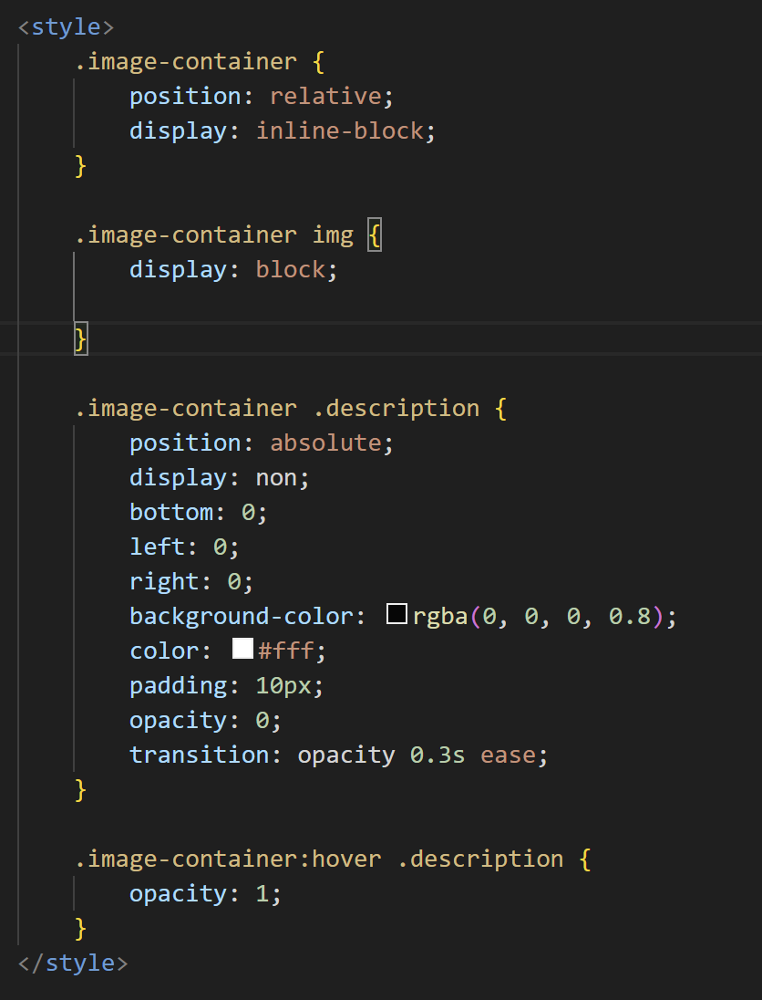 <style>
    .image-container {
        position: relative;
        display: inline-block;
    }

    .image-container img {
        display: block;

    }

    .image-container .description {
        position: absolute;
        display: non;
        bottom: 0;
        left: 0;
        right: 0;
        background-color: rgba(0, 0, 0, 0.8);
        color: #fff;
        padding: 10px;
        opacity: 0;
        transition: opacity 0.3s ease;
    }

    .image-container:hover .description {
        opacity: 1;
    }
</style>